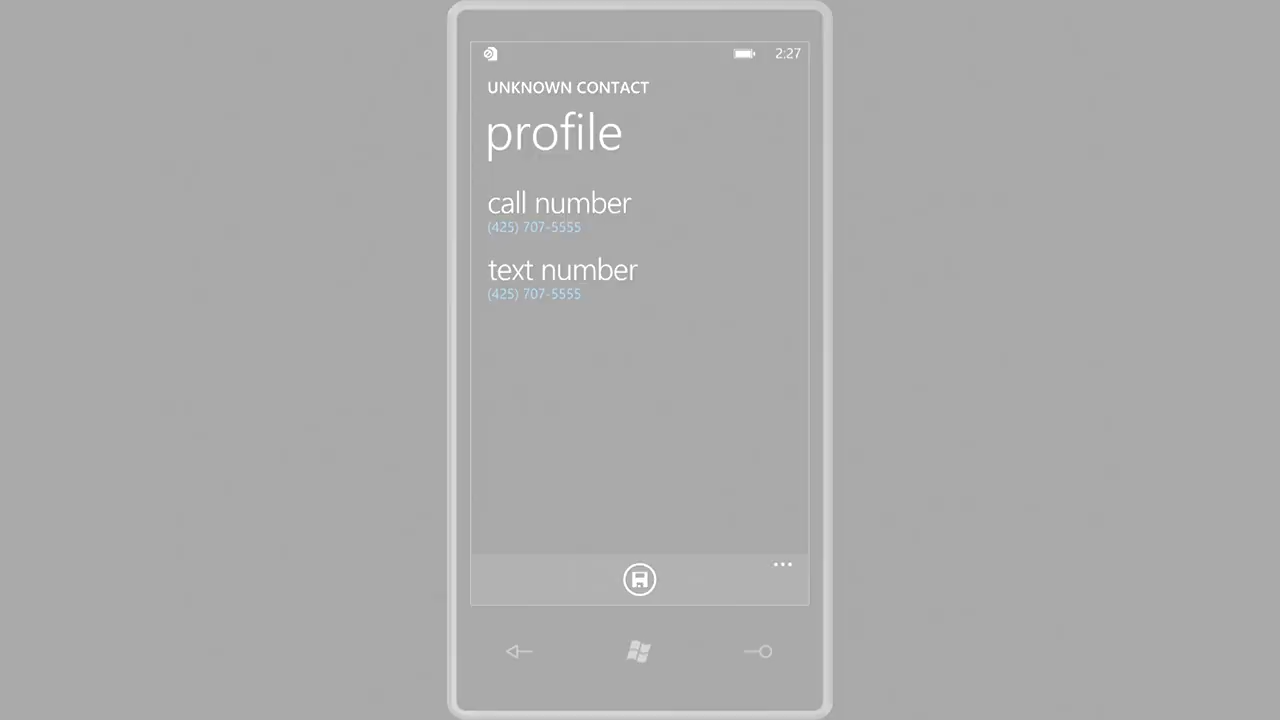 2:27
UNKNOWN CONTACT
profile
call number
(425) 707-5555
text number
(425) 707-5555